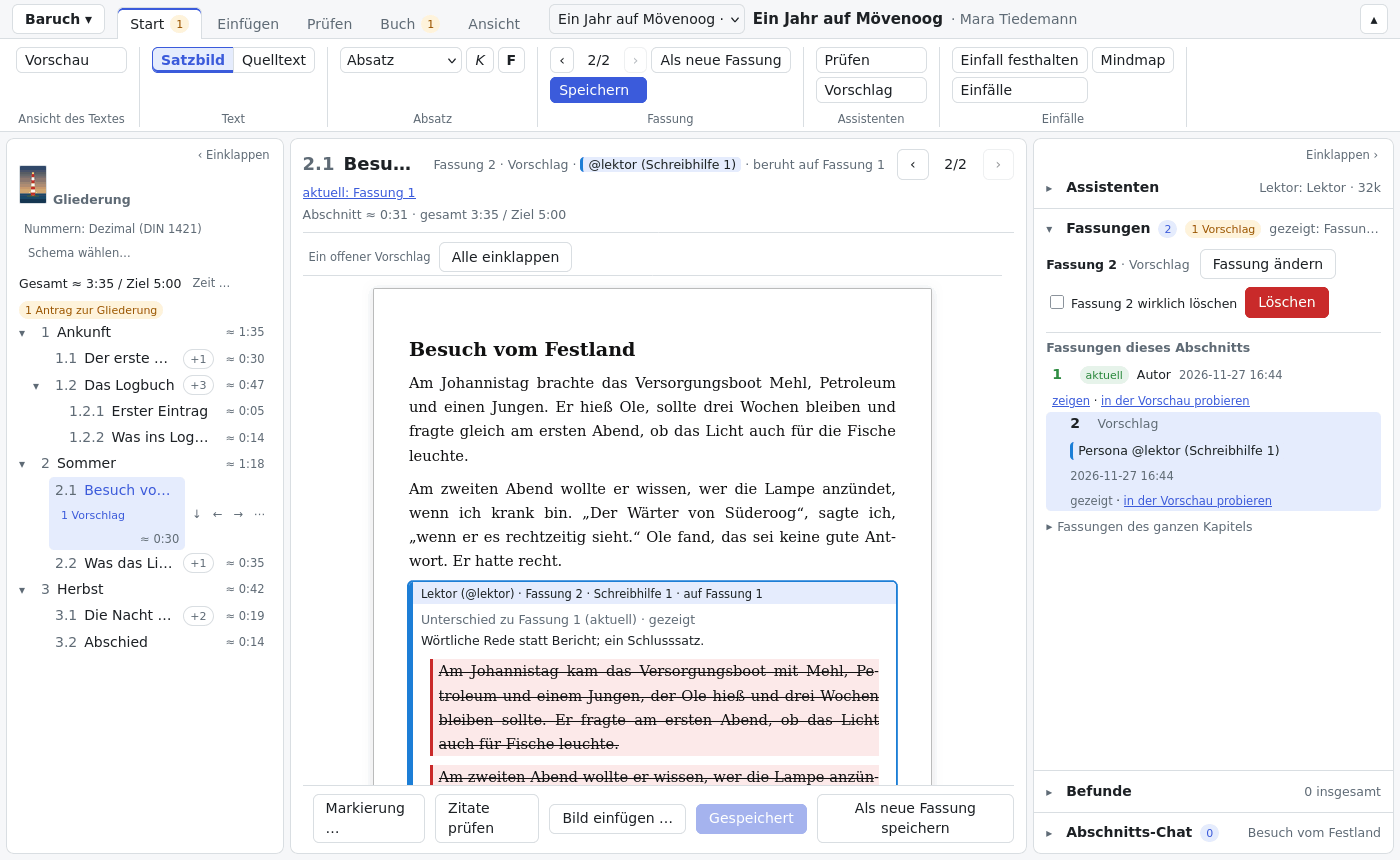 Baruch ▾
Start 1
Einfügen
Prüfen
Buch 1
Ansicht
Ein Jahr auf Mövenoog ·
Ein Jahr auf Mövenoog · Mara Tiedemann
▴
Vorschau
Ansicht des Textes
Satzbild Quelltext
Text
Absatz K F
Absatz
‹ 2/2 › Als neue Fassung
Speichern
Fassung
Prüfen
Vorschlag
Assistenten
Einfall festhalten Mindmap
Einfälle
Einfälle
‹ Einklappen
Gliederung
Nummern: Dezimal (DIN 1421)
Schema wählen…
Gesamt ≈ 3:35 / Ziel 5:00 Zeit …
1 Antrag zur Gliederung
▾ 1 Ankunft ≈ 1:35
1.1 Der erste … +1 ≈ 0:30
▾ 1.2 Das Logbuch +3 ≈ 0:47
1.2.1 Erster Eintrag ≈ 0:05
1.2.2 Was ins Log… ≈ 0:14
▾ 2 Sommer ≈ 1:18
2.1 Besuch vo…
1 Vorschlag ↓ ← → ···
≈ 0:30
2.2 Was das Li… +1 ≈ 0:35
▾ 3 Herbst ≈ 0:42
3.1 Die Nacht … +2 ≈ 0:19
3.2 Abschied ≈ 0:14
2.1 Besu… Fassung 2 · Vorschlag · @lektor (Schreibhilfe 1) · beruht auf Fassung 1 ‹ 2/2 ›
aktuell: Fassung 1
Abschnitt ≈ 0:31 · gesamt 3:35 / Ziel 5:00
Ein offener Vorschlag Alle einklappen
Besuch vom Festland
Am Johannistag brachte das Versorgungsboot Mehl, Petroleum
und einen Jungen. Er hieß Ole, sollte drei Wochen bleiben und
fragte gleich am ersten Abend, ob das Licht auch für die Fische
leuchte.
Am zweiten Abend wollte er wissen, wer die Lampe anzündet,
wenn ich krank bin. „Der Wärter von Süderoog“, sagte ich,
„wenn er es rechtzeitig sieht.“ Ole fand, das sei keine gute Ant-
wort. Er hatte recht.
Lektor (@lektor) · Fassung 2 · Schreibhilfe 1 · auf Fassung 1
Unterschied zu Fassung 1 (aktuell) · gezeigt
Wörtliche Rede statt Bericht; ein Schlusssatz.
Am Johannistag kam das Versorgungsboot mit Mehl, Pe-
troleum und einem Jungen, der Ole hieß und drei Wochen
bleiben sollte. Er fragte am ersten Abend, ob das Licht
auch für Fische leuchte.
Am zweiten Abend wollte er wissen, wer die Lampe anzün-
Markierung …
Zitate prüfen
Bild einfügen …
Gespeichert
Als neue Fassung speichern
Einklappen ›
▸ Assistenten Lektor: Lektor · 32k
▾ Fassungen 2 1 Vorschlag gezeigt: Fassun…
Fassung 2 · Vorschlag Fassung ändern
Fassung 2 wirklich löschen Löschen
Fassungen dieses Abschnitts
1 aktuell Autor 2026-11-27 16:44
zeigen · in der Vorschau probieren
2 Vorschlag
Persona @lektor (Schreibhilfe 1)
2026-11-27 16:44
gezeigt · in der Vorschau probieren
▸ Fassungen des ganzen Kapitels
▸ Befunde 0 insgesamt
▸ Abschnitts-Chat 0 Besuch vom Festland